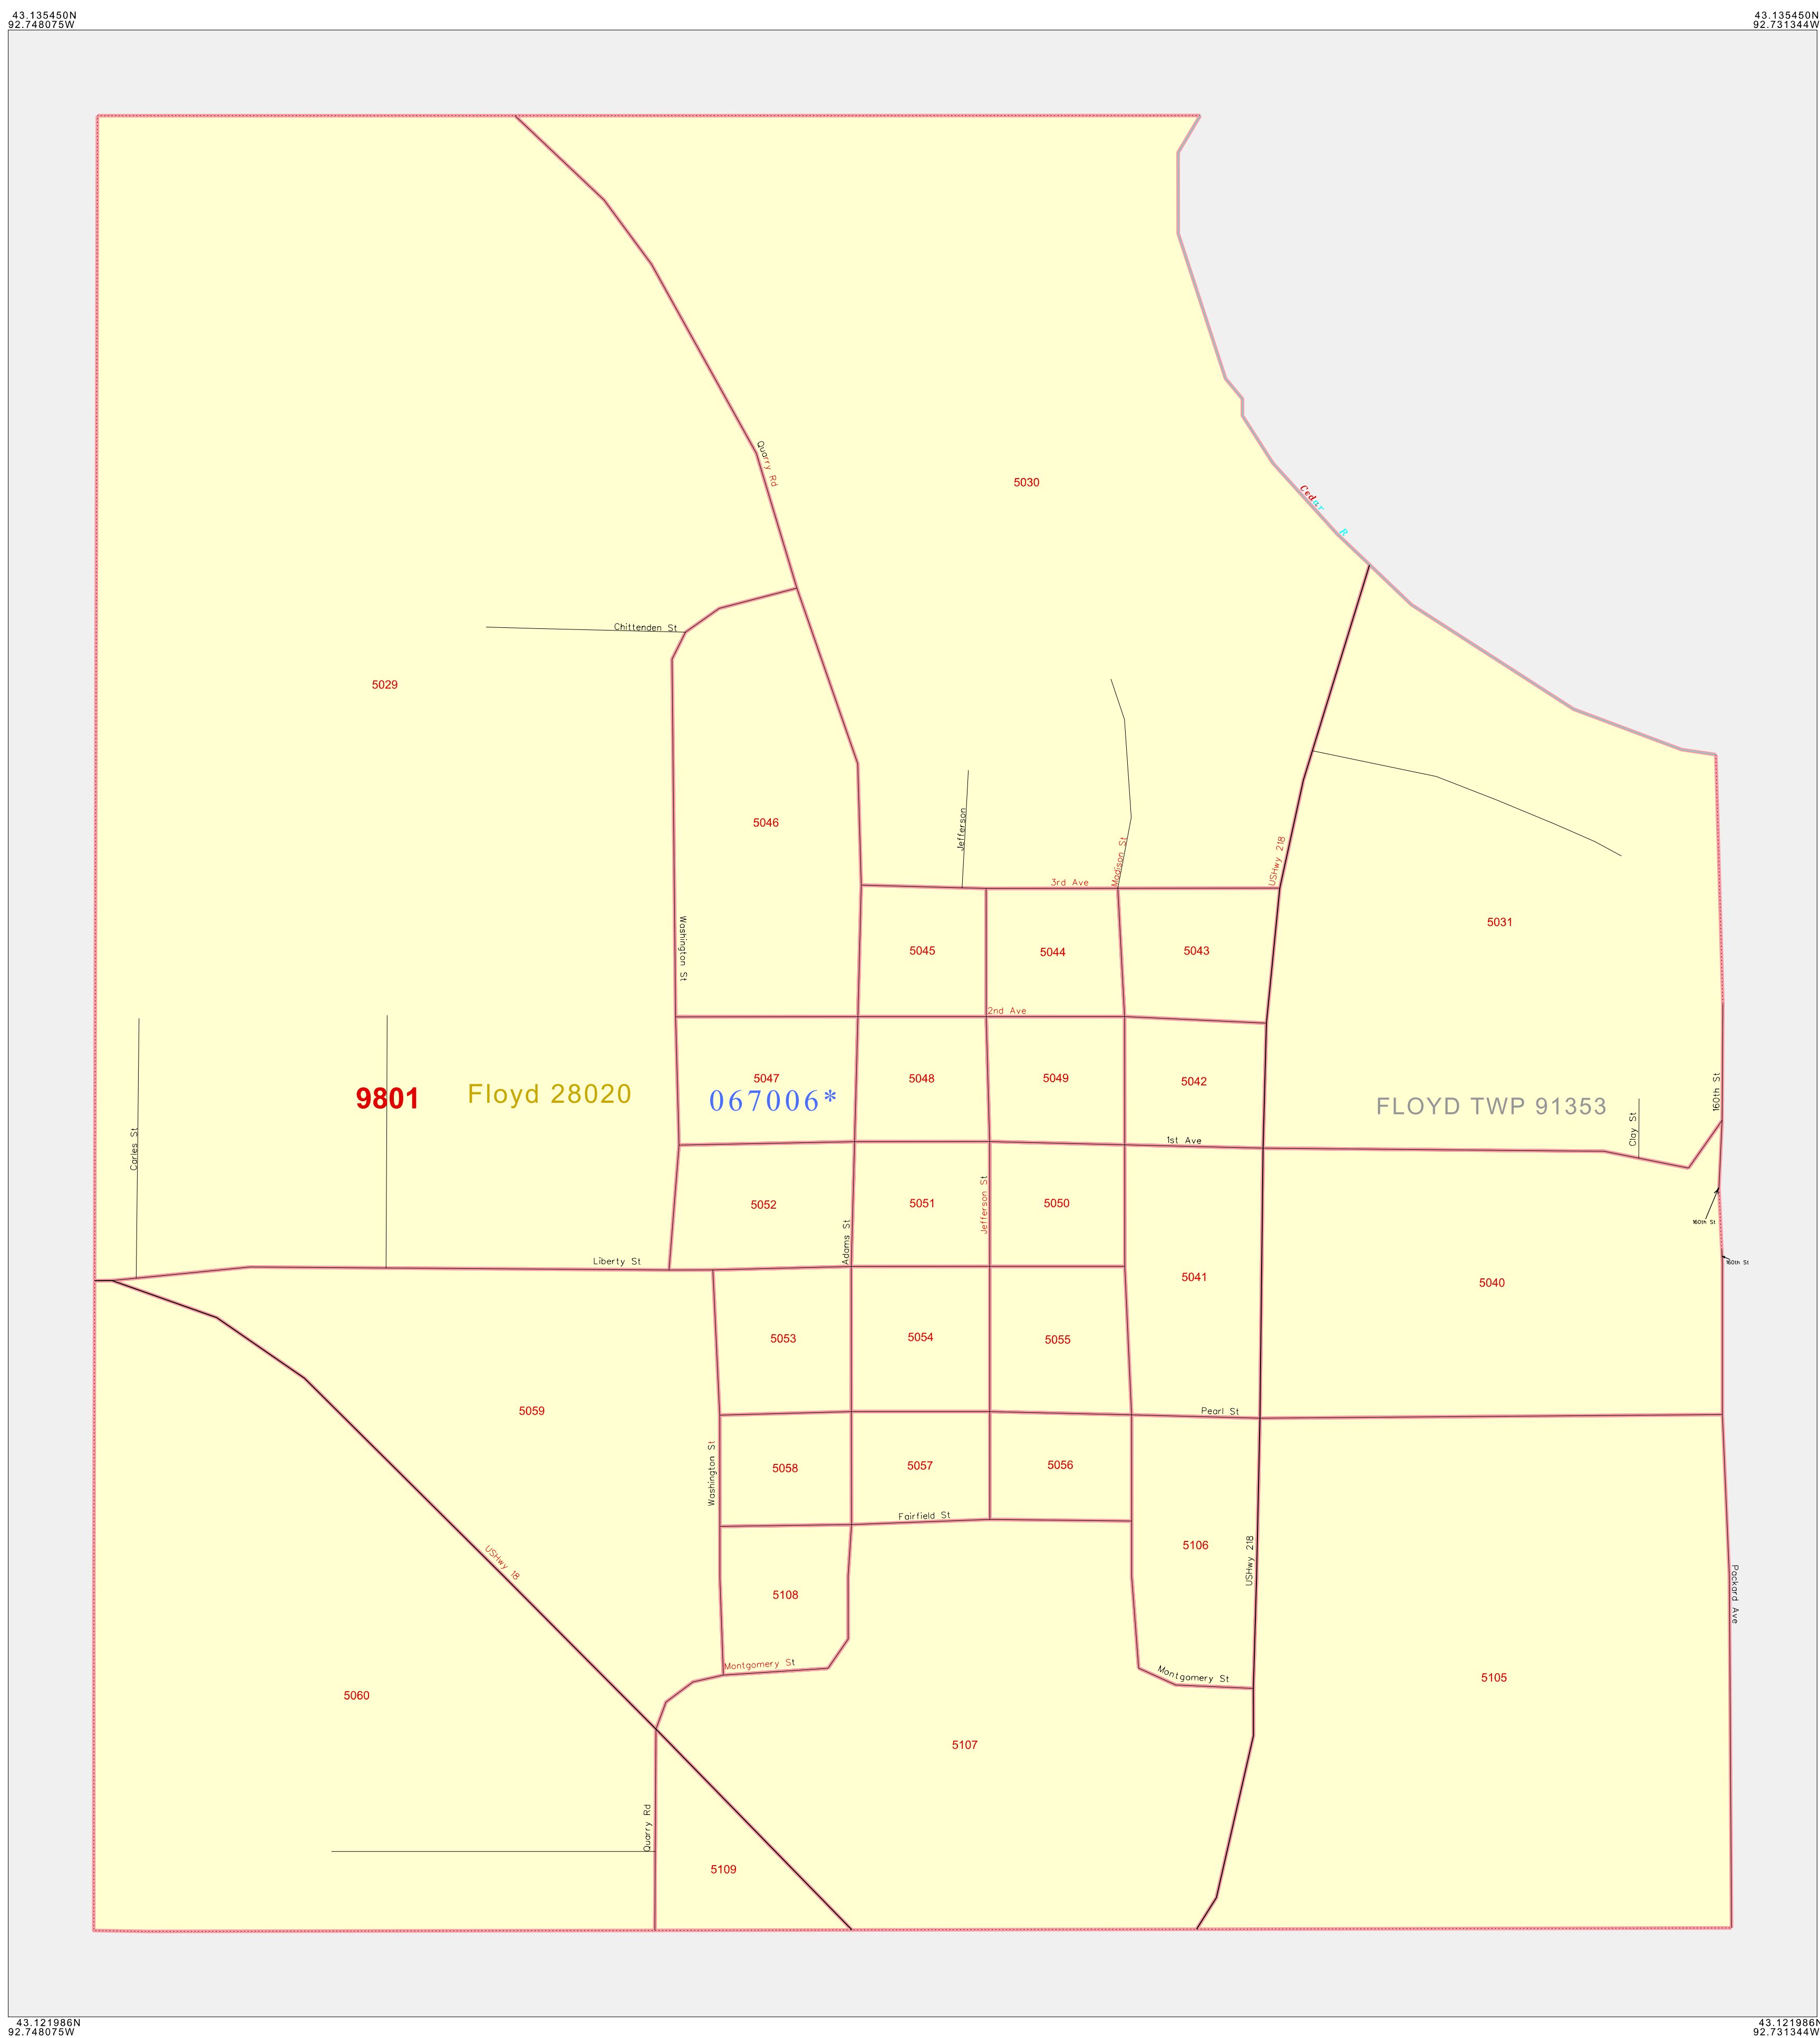 43.135450N
92.748075W
43.135450N
92.731344W
Quarry Rd
5030
Cedar R
Chittenden St
5029
5046
Jefferson
Madison St
USHwy 218
3rd Ave
5031
Washington St
5045
5044
5043
2nd Ave
5047
5048
5049
5042
9801
Floyd 28020
067006*
FLOYD TWP 91353
160th St
Clay St
Carles St
1st Ave
5052
5051
5050
Jefferson St
Adams St
160th St
160th St
Liberty St
5041
5040
5053
5054
5055
5059
Pearl St
Washington St
5058
5057
5056
Fairfield St
USHwy 18
5106
USHwy 218
5108
Packard Ave
Montgomery St
Montgomery St
5105
5060
5107
Quarry Rd
5109
43.121986N
92.748075W
43.121986N
92.731344W